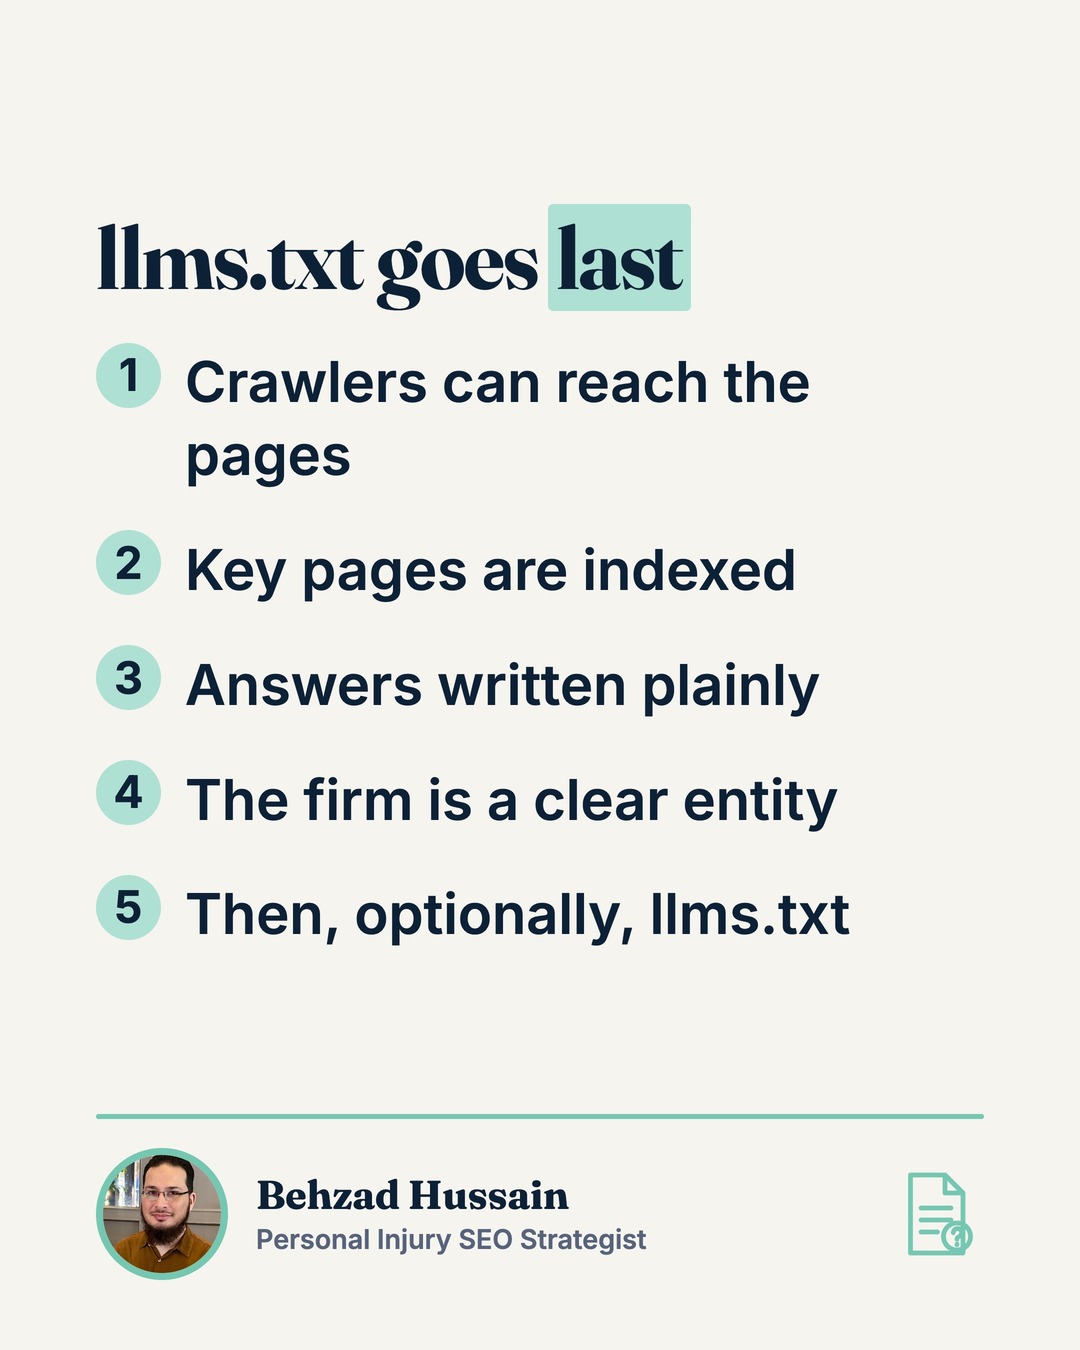 llms.txt goes last
1 Crawlers can reach the
pages
2 Key pages are indexed
3 Answers written plainly
4 The firm is a clear entity
5 Then, optionally, llms.txt
Behzad Hussain
Personal Injury SEO Strategist
?